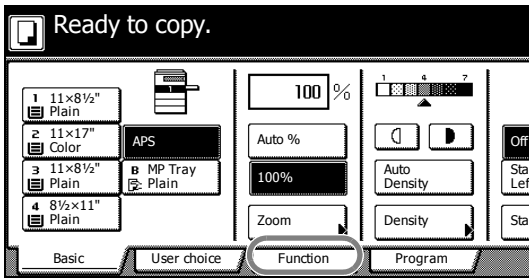 Ready to copy.
1 11×8½"
Plain
2 11×17"
Color
3 11×8½"
Plain
4 8½×11"
Plain
1
APS
B MP Tray
Plain
100 %
Auto %
100%
Zoom
1 4 7
Auto
Density
Density
Off
Sta
Lef
Sta
Basic
User choice
Function
Program